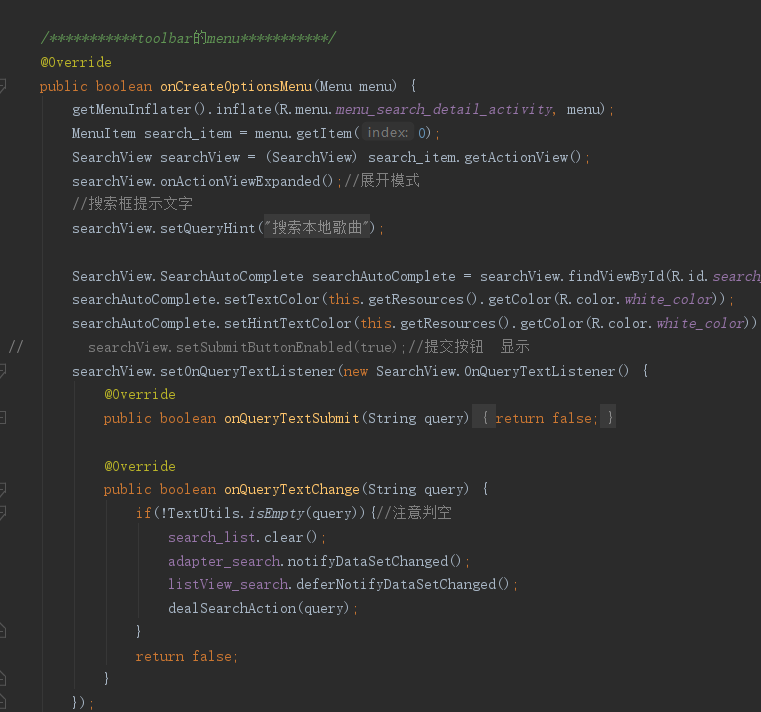 /***********toolbar的menu***********/
@Override
public boolean onCreateOptionsMenu(Menu menu) {
getMenuInflater().inflate(R.menu.menu_search_detail_activity, menu);
MenuItem search_item = menu.getItem( index: 0);
SearchView searchView = (SearchView) search_item.getActionView();
searchView.onActionViewExpanded();//展开模式
//搜索框提示文字
searchView.setQueryHint("搜索本地歌曲");
SearchView.SearchAutoComplete searchAutoComplete = searchView.findViewById(R.id.search
searchAutoComplete.setTextColor(this.getResources().getColor(R.color.white_color));
searchAutoComplete.setHintTextColor(this.getResources().getColor(R.color.white_color))
// searchView.setSubmitButtonEnabled(true);//提交按钮 显示
searchView.setOnQueryTextListener(new SearchView.OnQueryTextListener() {
@Override
public boolean onQueryTextSubmit(String query) { return false; }
@Override
public boolean onQueryTextChange(String query) {
if(!TextUtils.isEmpty(query)){//注意判空
search_list.clear();
adapter_search.notifyDataSetChanged();
listView_search.deferNotifyDataSetChanged();
dealSearchAction(query);
}
return false;
}
});